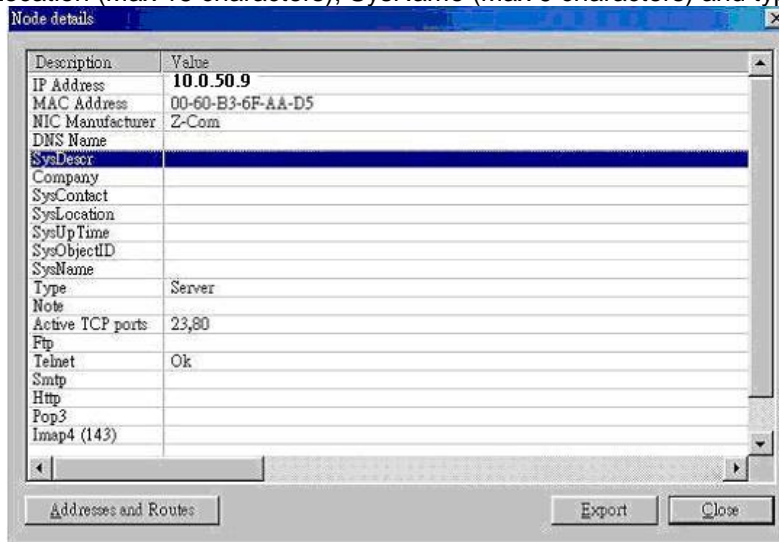 Node details
Description Value
IP Address 10.0.50.9
MAC Address 00-60-B3-6F-AA-D5
NIC Manufacturer Z-Com
DNS Name
SysDescr
Company
SysContact
SysLocation
SysUpTime
SysObjectID
SysName
Type Server
Note
Active TCP ports 23,80
Ftp
Telnet Ok
Smtp
Http
Pop3
Imap4 (143)
Addresses and Routes Export Close